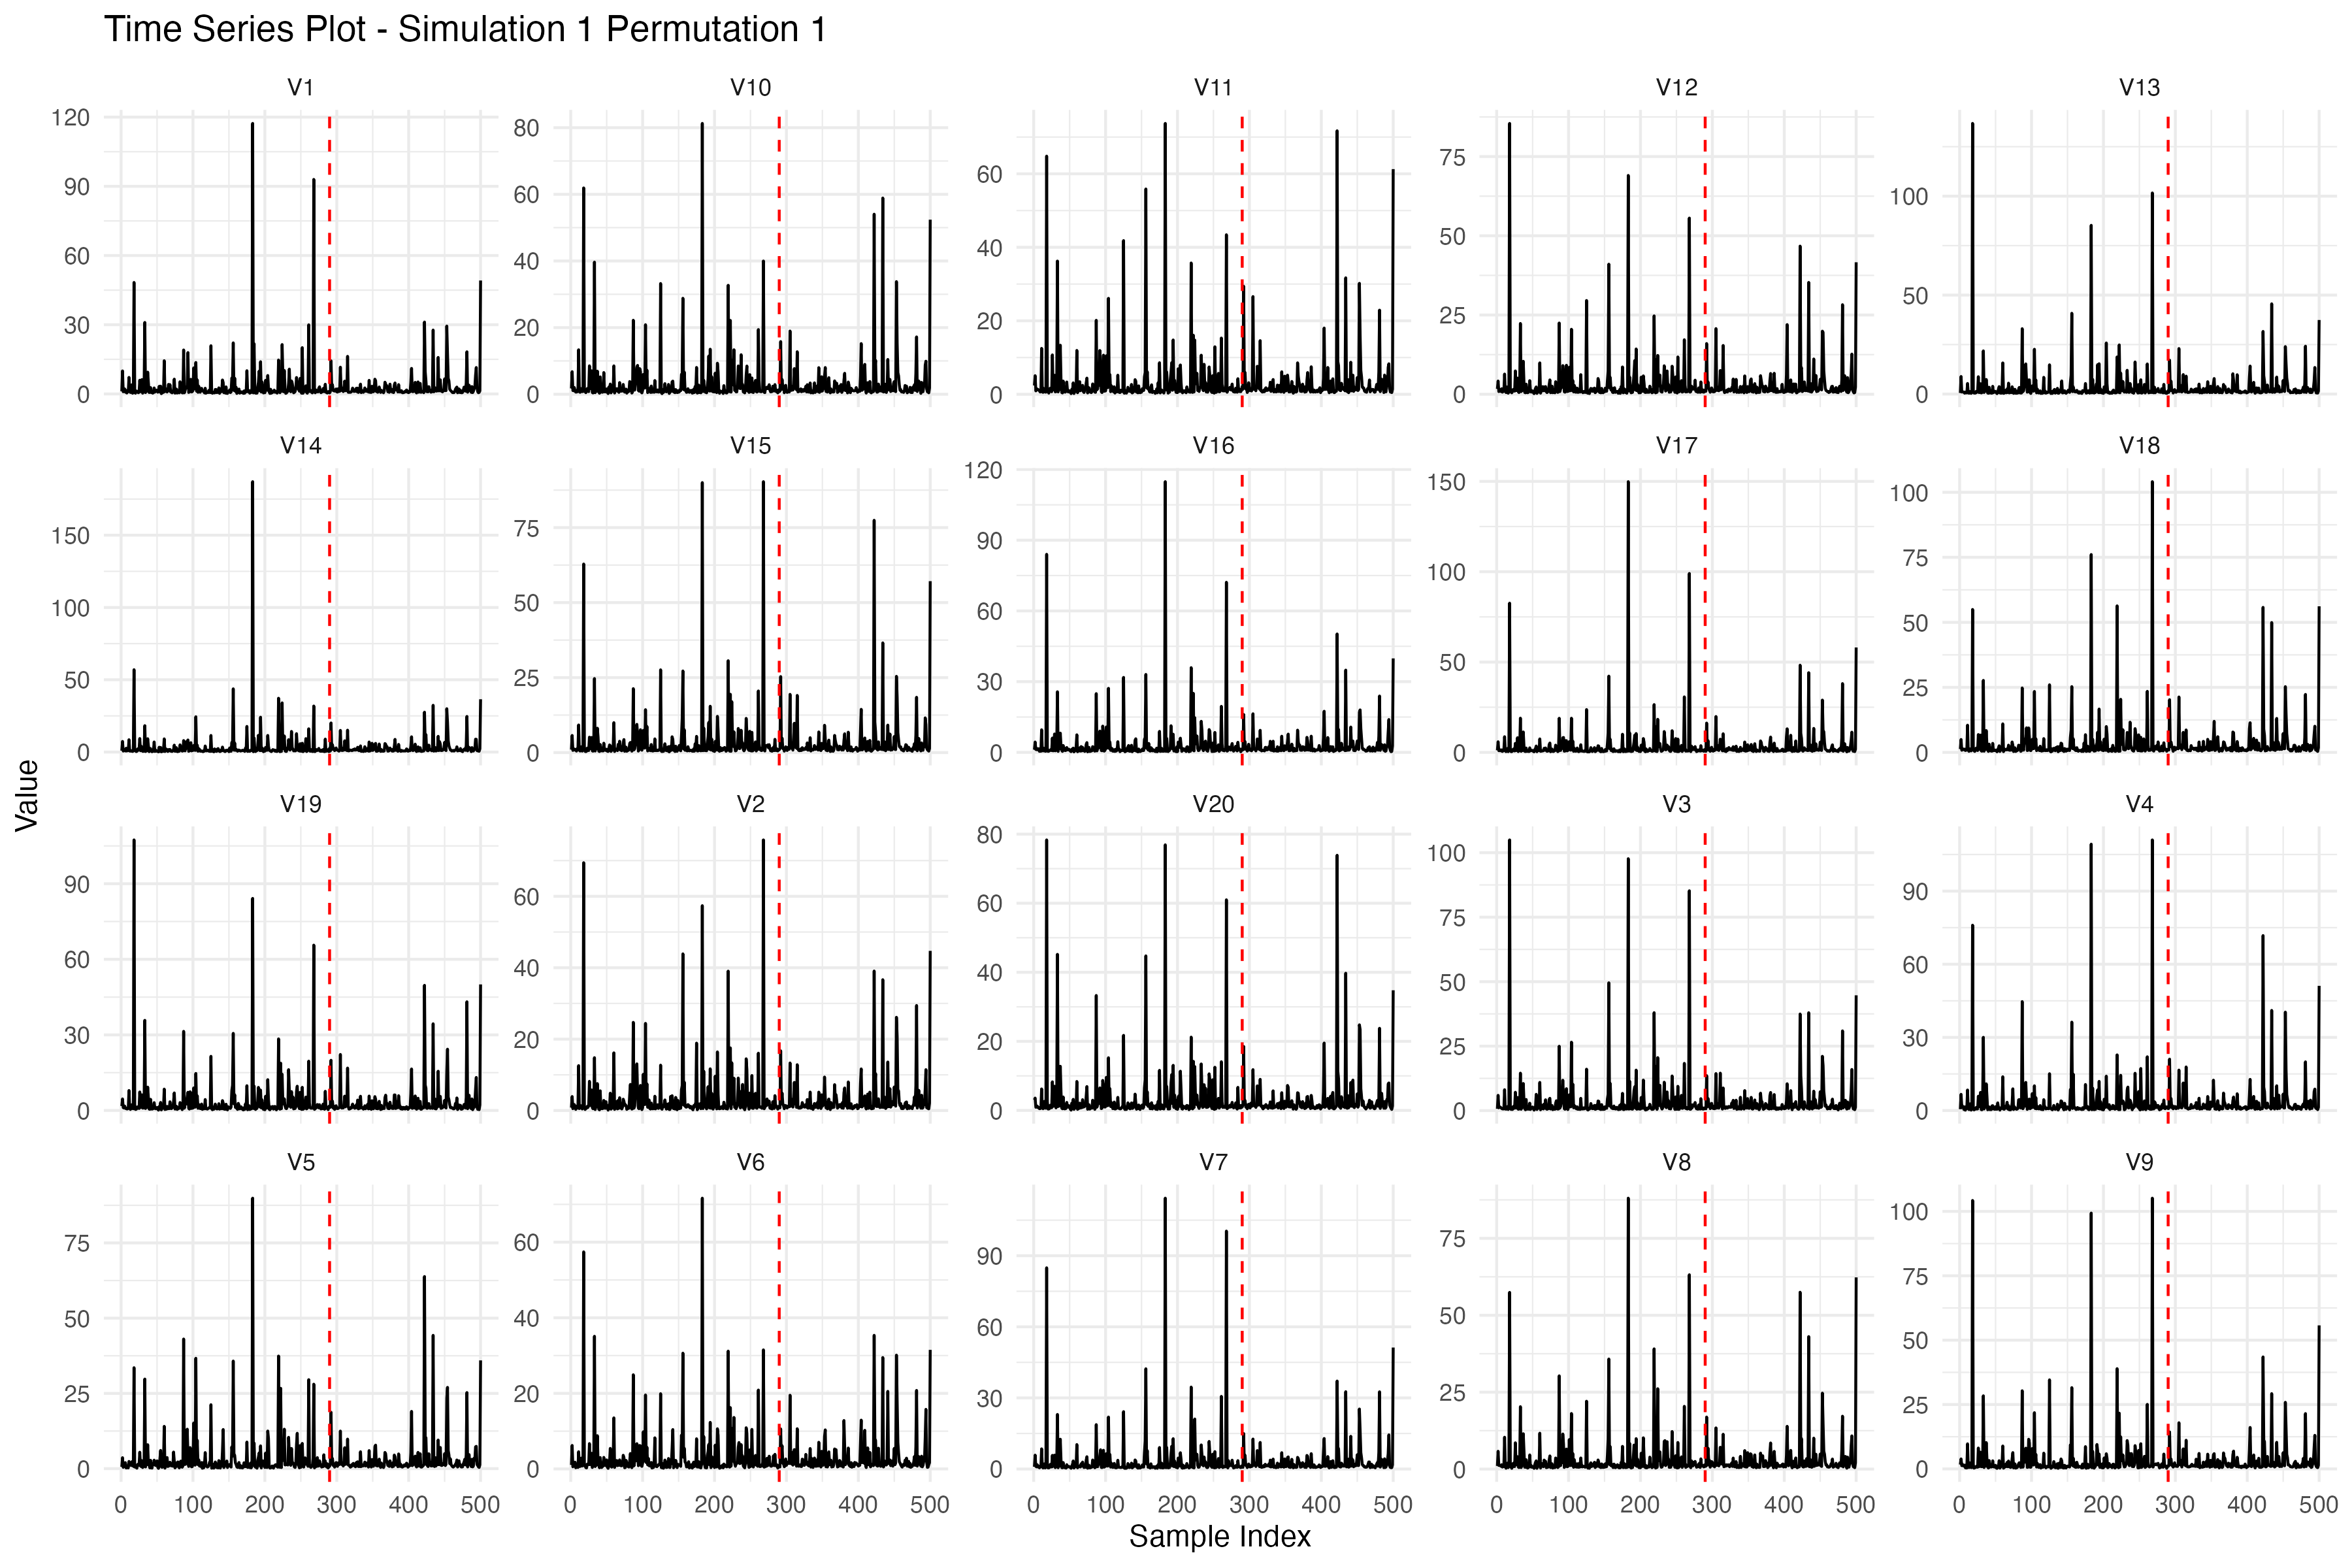 Time Series Plot - Simulation 1 Permutation 1
V1 V10 V11 V12 V13
120 90 60 30 0
80 60 40 20 0
60 40 20 0
75 50 25 0
100 50 0
V14 V15 V16 V17 V18
150 100 50 0
75 50 25 0
120 90 60 30 0
150 100 50 0
100 75 50 25 0
Value
V19 V2 V20 V3 V4
90 60 30 0
60 40 20 0
80 60 40 20 0
100 75 50 25 0
90 60 30 0
V5 V6 V7 V8 V9
75 50 25 0
60 40 20 0
90 60 30 0
75 50 25 0
100 75 50 25 0
0 100 200 300 400 500 0 100 200 300 400 500 0 100 200 300 400 500 0 100 200 300 400 500 0 100 200 300 400 500
Sample Index